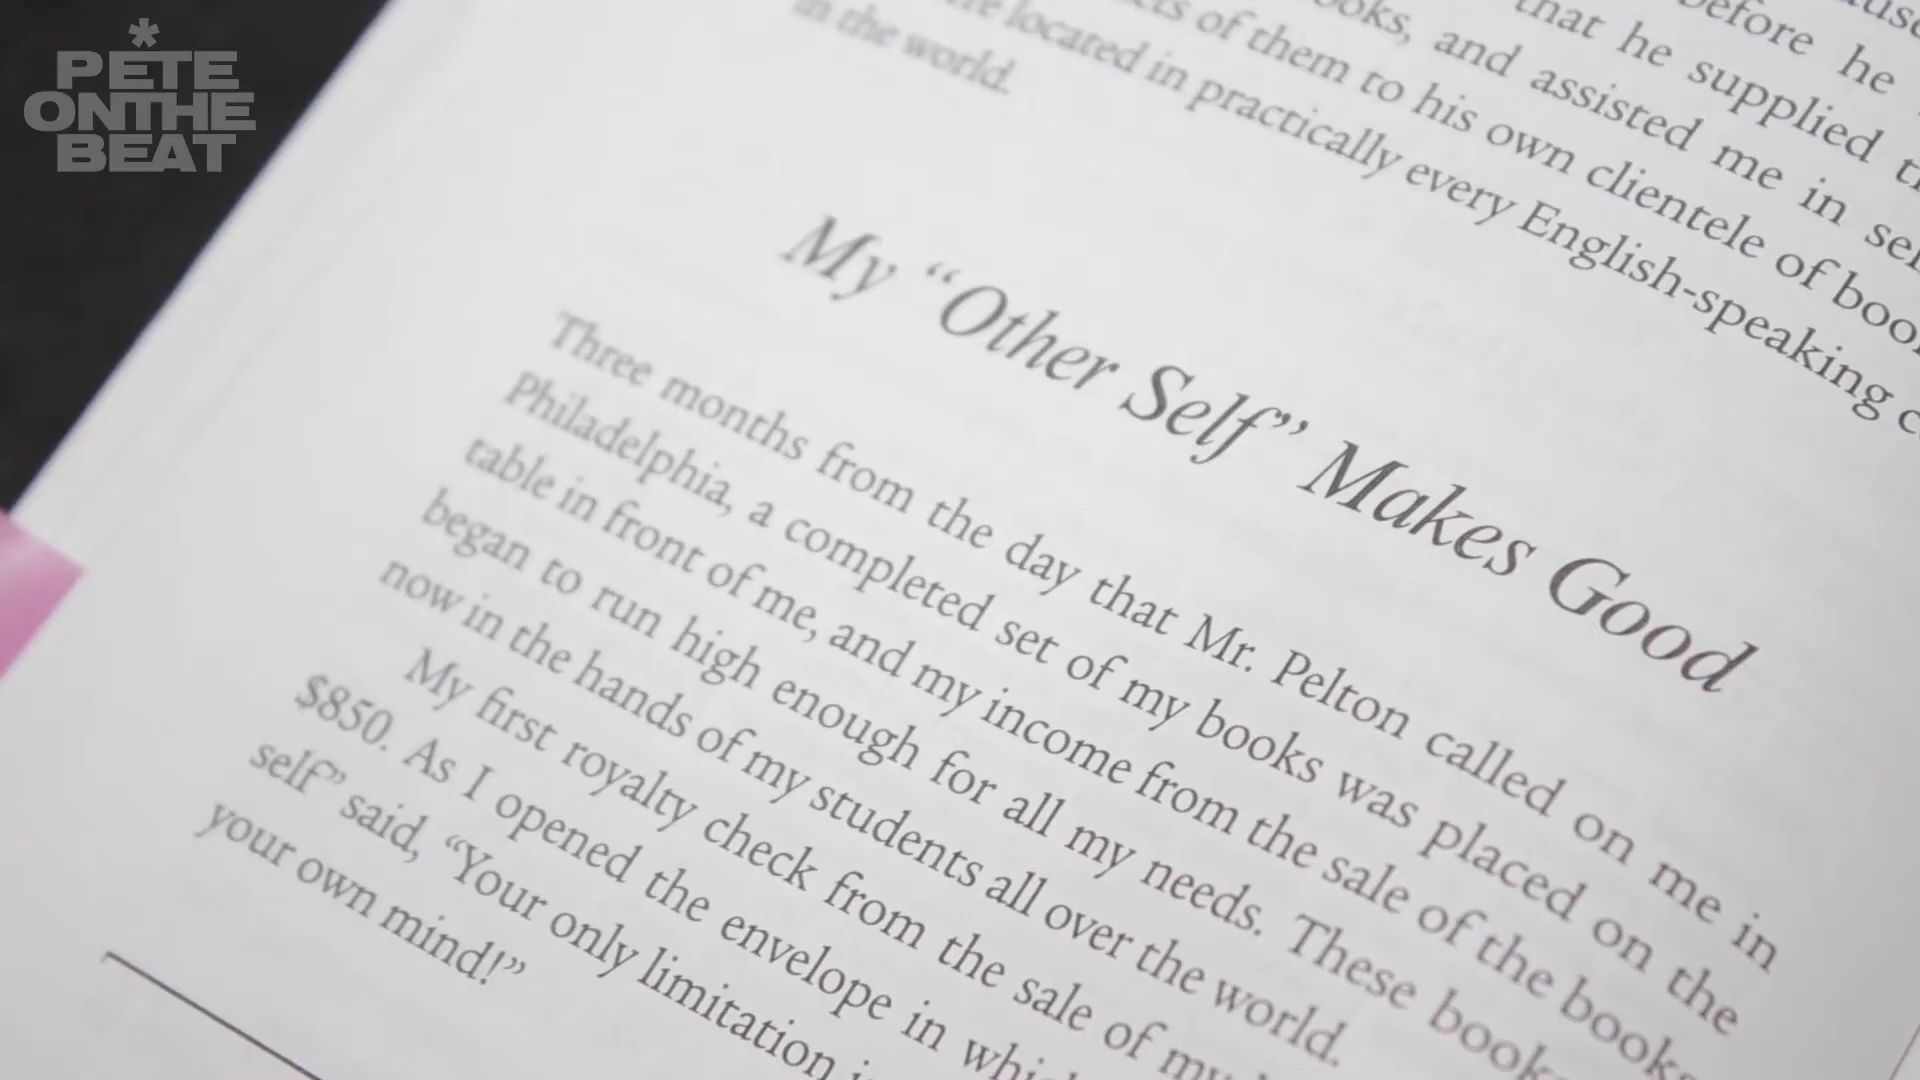 *
PETE
ONTHE
BEAT
before he
that he supplied
and assisted me in
of them to his own clientele of
located in practically every English-speaking
in the world.
My “Other Self” Makes Good
Three months from the day that Mr. Pelton called on me in
Philadelphia, a completed set of my books was placed on the
table in front of me, and my income from the sale of the books
began to run high enough for all my needs. These books
now in the hands of my students all over the world.
My first royalty check from the sale of my
$850. As I opened the envelope in
self” said, “Your only limitation
your own mind!”